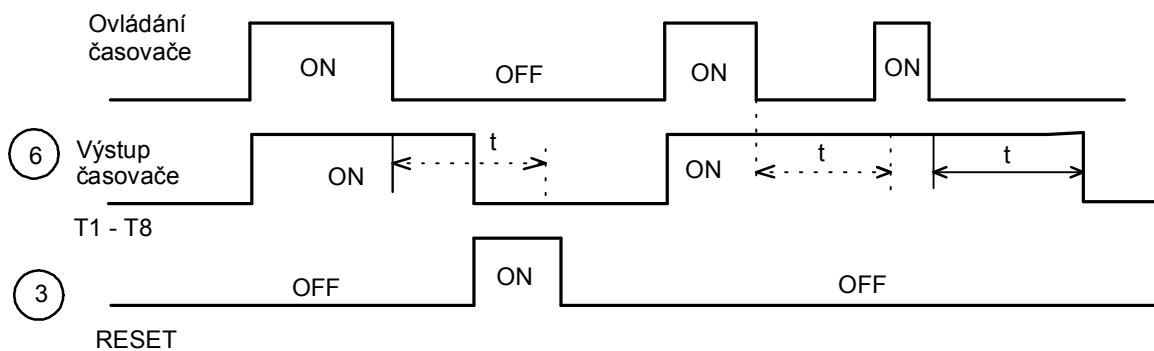 Ovládání
časovače
ON
OFF
ON
ON
6
Výstup
časovače
ON
t
ON
t
t
T1 - T8
3
OFF
ON
OFF
RESET